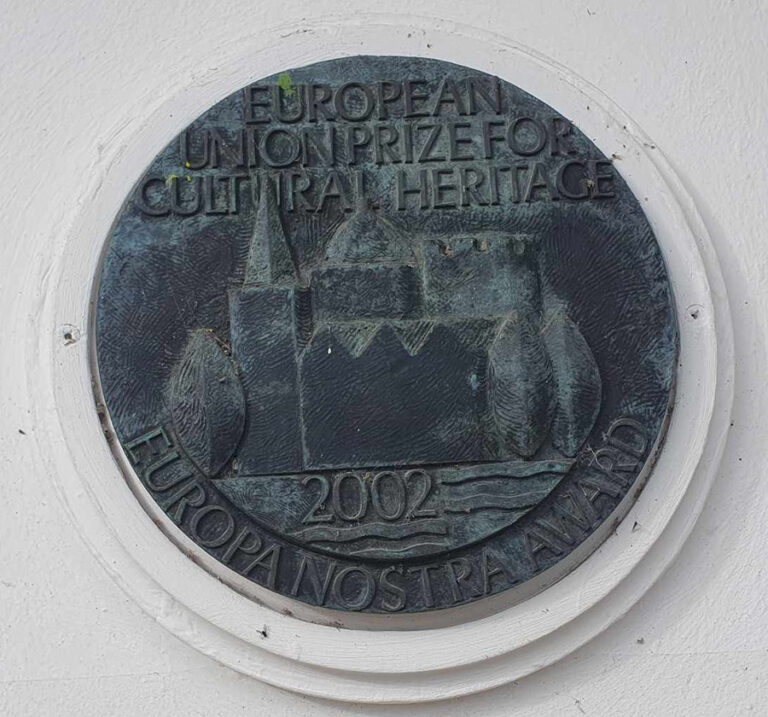 EUROPEAN
UNION PRIZE FOR
CULTURAL HERITAGE
2002
EUROPA NOSTRA AWARD